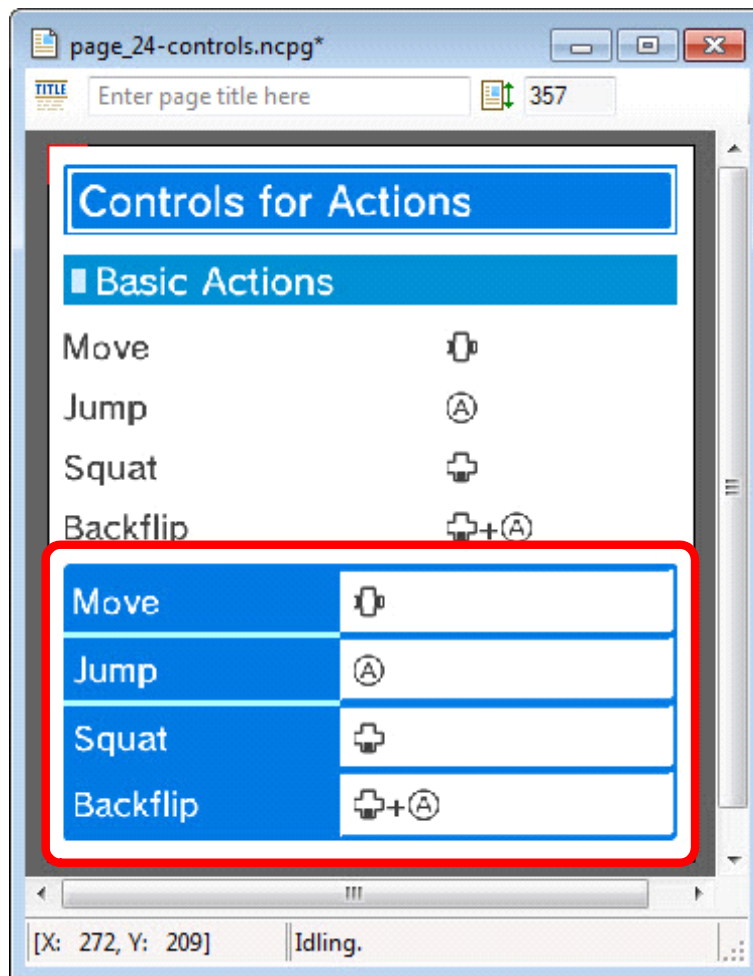 page_24-controls.ncpg*
TITLE Enter page title here 357
Controls for Actions
Basic Actions
Move
Jump Ⓐ
Squat
Backflip +Ⓐ
Move
Jump Ⓐ
Squat
Backflip +Ⓐ
[X: 272, Y: 209] Idling.